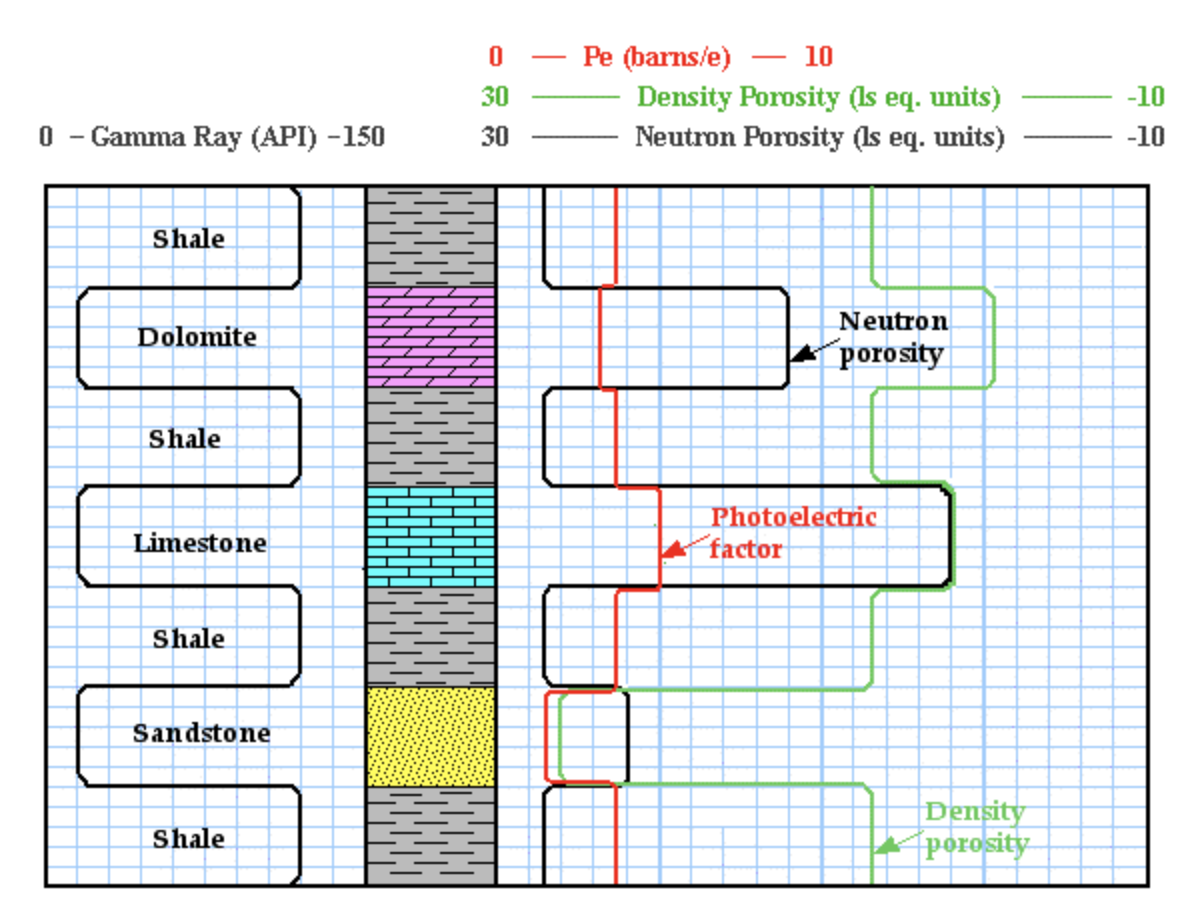 0 — Pe (barns/e) — 10
30 ——— Density Porosity (ls eq. units) ——— -10
0 – Gamma Ray (API) –150 30 ——— Neutron Porosity (ls eq. units) ——— -10
Shale
Dolomite
Neutron
porosity
Shale
Limestone
Photoelectric
factor
Shale
Sandstone
Shale
Density
porosity